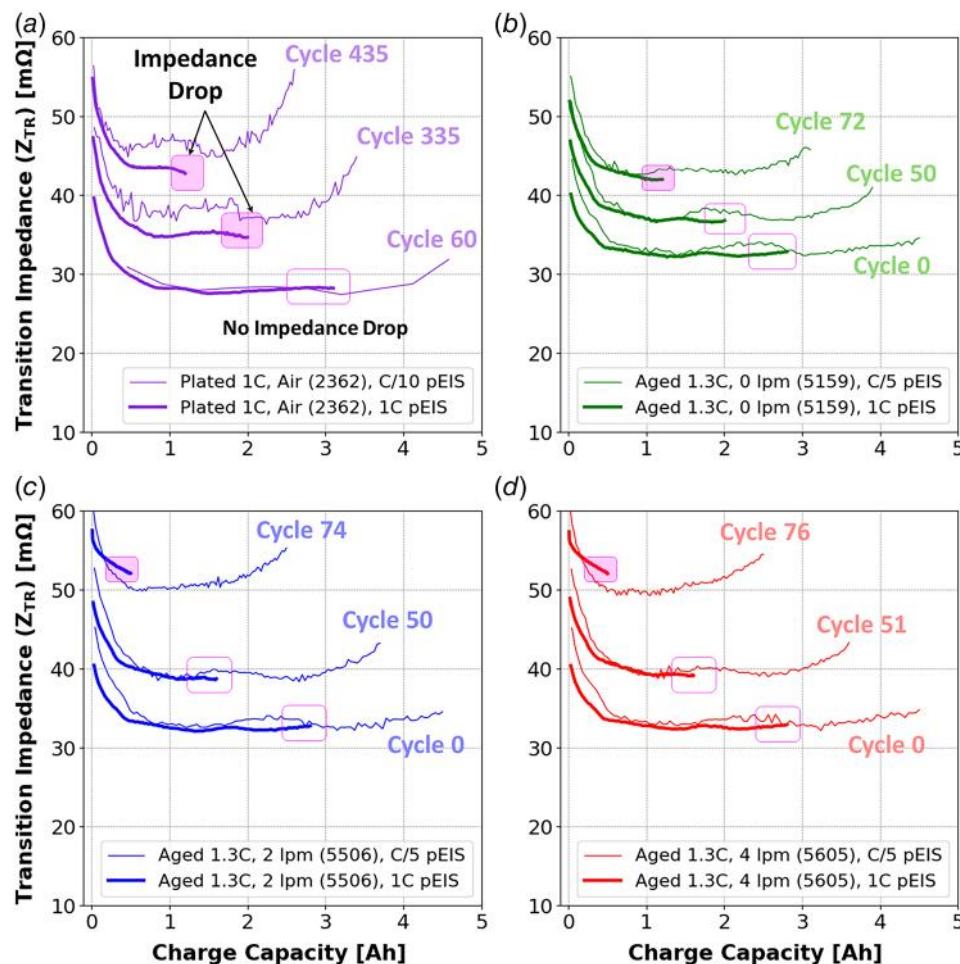 (a)
Transition Impedance (Z_TR) [mΩ]
60
50
40
30
20
10
0 1 2 3 4 5
Impedance
Drop
Cycle 435
Cycle 335
Cycle 60
No Impedance Drop
Plated 1C, Air (2362), C/10 pEIS
Plated 1C, Air (2362), 1C pEIS
(b)
60
50
40
30
20
10
0 1 2 3 4 5
Cycle 72
Cycle 50
Cycle 0
Aged 1.3C, 0 lpm (5159), C/5 pEIS
Aged 1.3C, 0 lpm (5159), 1C pEIS
(c)
Transition Impedance (Z_TR) [mΩ]
60
50
40
30
20
10
0 1 2 3 4 5
Cycle 74
Cycle 50
Cycle 0
Aged 1.3C, 2 lpm (5506), C/5 pEIS
Aged 1.3C, 2 lpm (5506), 1C pEIS
Charge Capacity [Ah]
(d)
60
50
40
30
20
10
0 1 2 3 4 5
Cycle 76
Cycle 51
Cycle 0
Aged 1.3C, 4 lpm (5605), C/5 pEIS
Aged 1.3C, 4 lpm (5605), 1C pEIS
Charge Capacity [Ah]